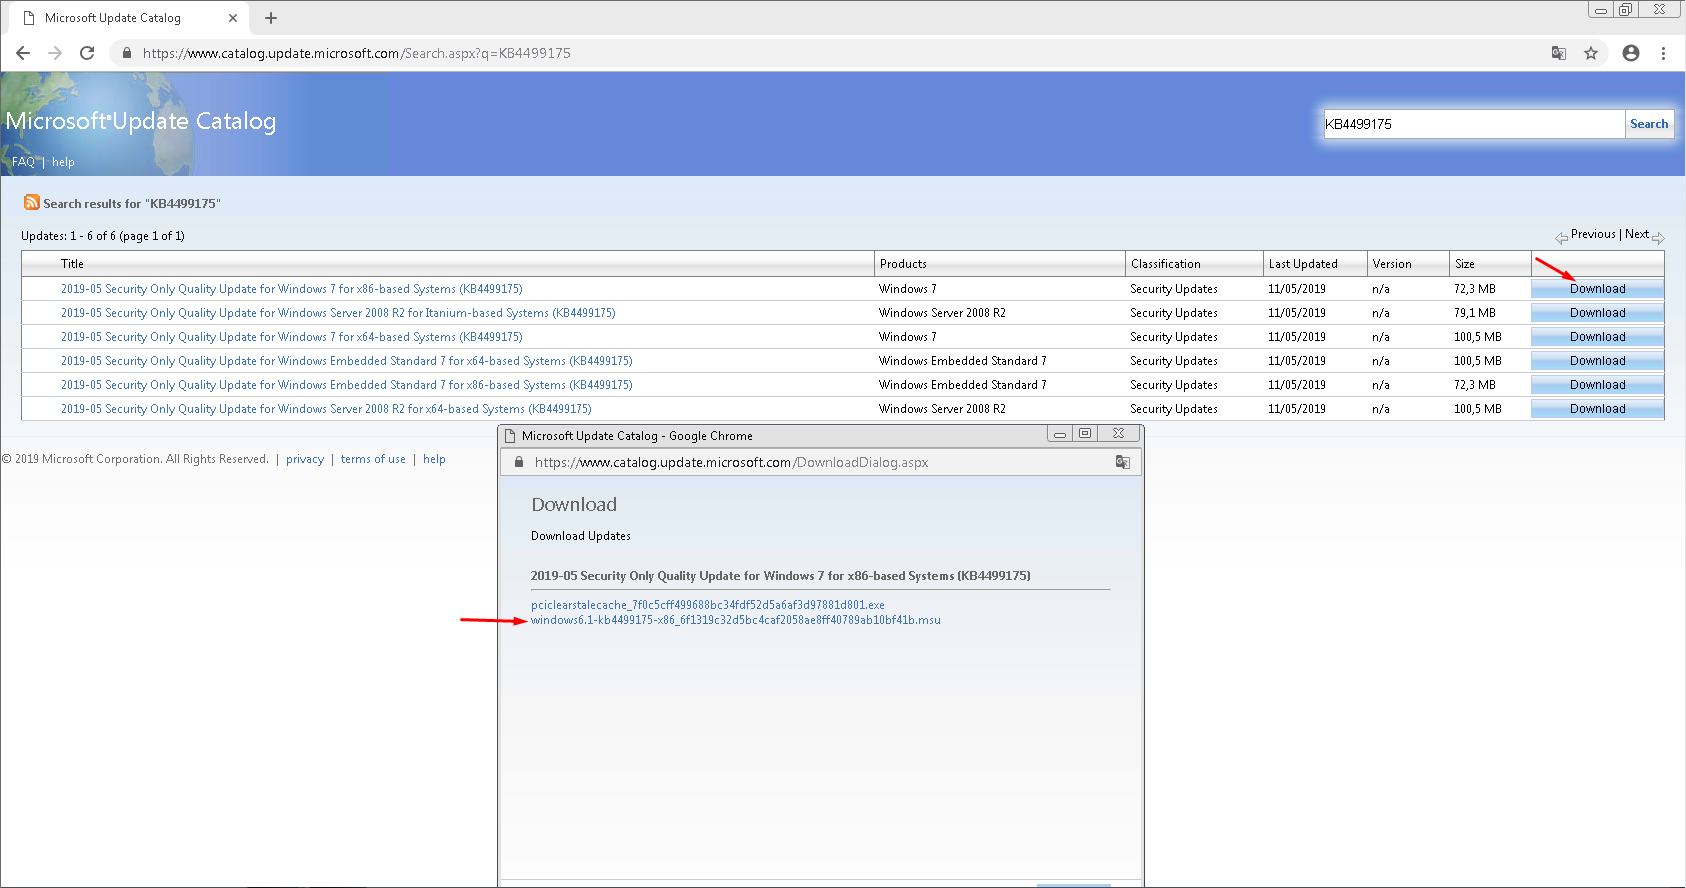 Microsoft Update Catalog
https://www.catalog.update.microsoft.com/Search.aspx?q=KB4499175
Microsoft®Update Catalog
FAQ | help
KB4499175 Search
Search results for "KB4499175"
Updates: 1 - 6 of 6 (page 1 of 1) Previous | Next
Title Products Classification Last Updated Version Size
2019-05 Security Only Quality Update for Windows 7 for x86-based Systems (KB4499175) Windows 7 Security Updates 11/05/2019 n/a 72,3 MB Download
2019-05 Security Only Quality Update for Windows Server 2008 R2 for Itanium-based Systems (KB4499175) Windows Server 2008 R2 Security Updates 11/05/2019 n/a 79,1 MB Download
2019-05 Security Only Quality Update for Windows 7 for x64-based Systems (KB4499175) Windows 7 Security Updates 11/05/2019 n/a 100,5 MB Download
2019-05 Security Only Quality Update for Windows Embedded Standard 7 for x64-based Systems (KB4499175) Windows Embedded Standard 7 Security Updates 11/05/2019 n/a 100,5 MB Download
2019-05 Security Only Quality Update for Windows Embedded Standard 7 for x86-based Systems (KB4499175) Windows Embedded Standard 7 Security Updates 11/05/2019 n/a 72,3 MB Download
2019-05 Security Only Quality Update for Windows Server 2008 R2 for x64-based Systems (KB4499175) Windows Server 2008 R2 Security Updates 11/05/2019 n/a 100,5 MB Download
© 2019 Microsoft Corporation. All Rights Reserved. | privacy | terms of use | help
Microsoft Update Catalog - Google Chrome
https://www.catalog.update.microsoft.com/DownloadDialog.aspx
Download
Download Updates
2019-05 Security Only Quality Update for Windows 7 for x86-based Systems (KB4499175)
pciclearstalecache_7f0c5cff499688bc34fdf52d5a6af3d97881d801.exe
windows6.1-kb4499175-x86_6f1319c32d5bc4caf2058ae8ff40789ab10bf41b.msu